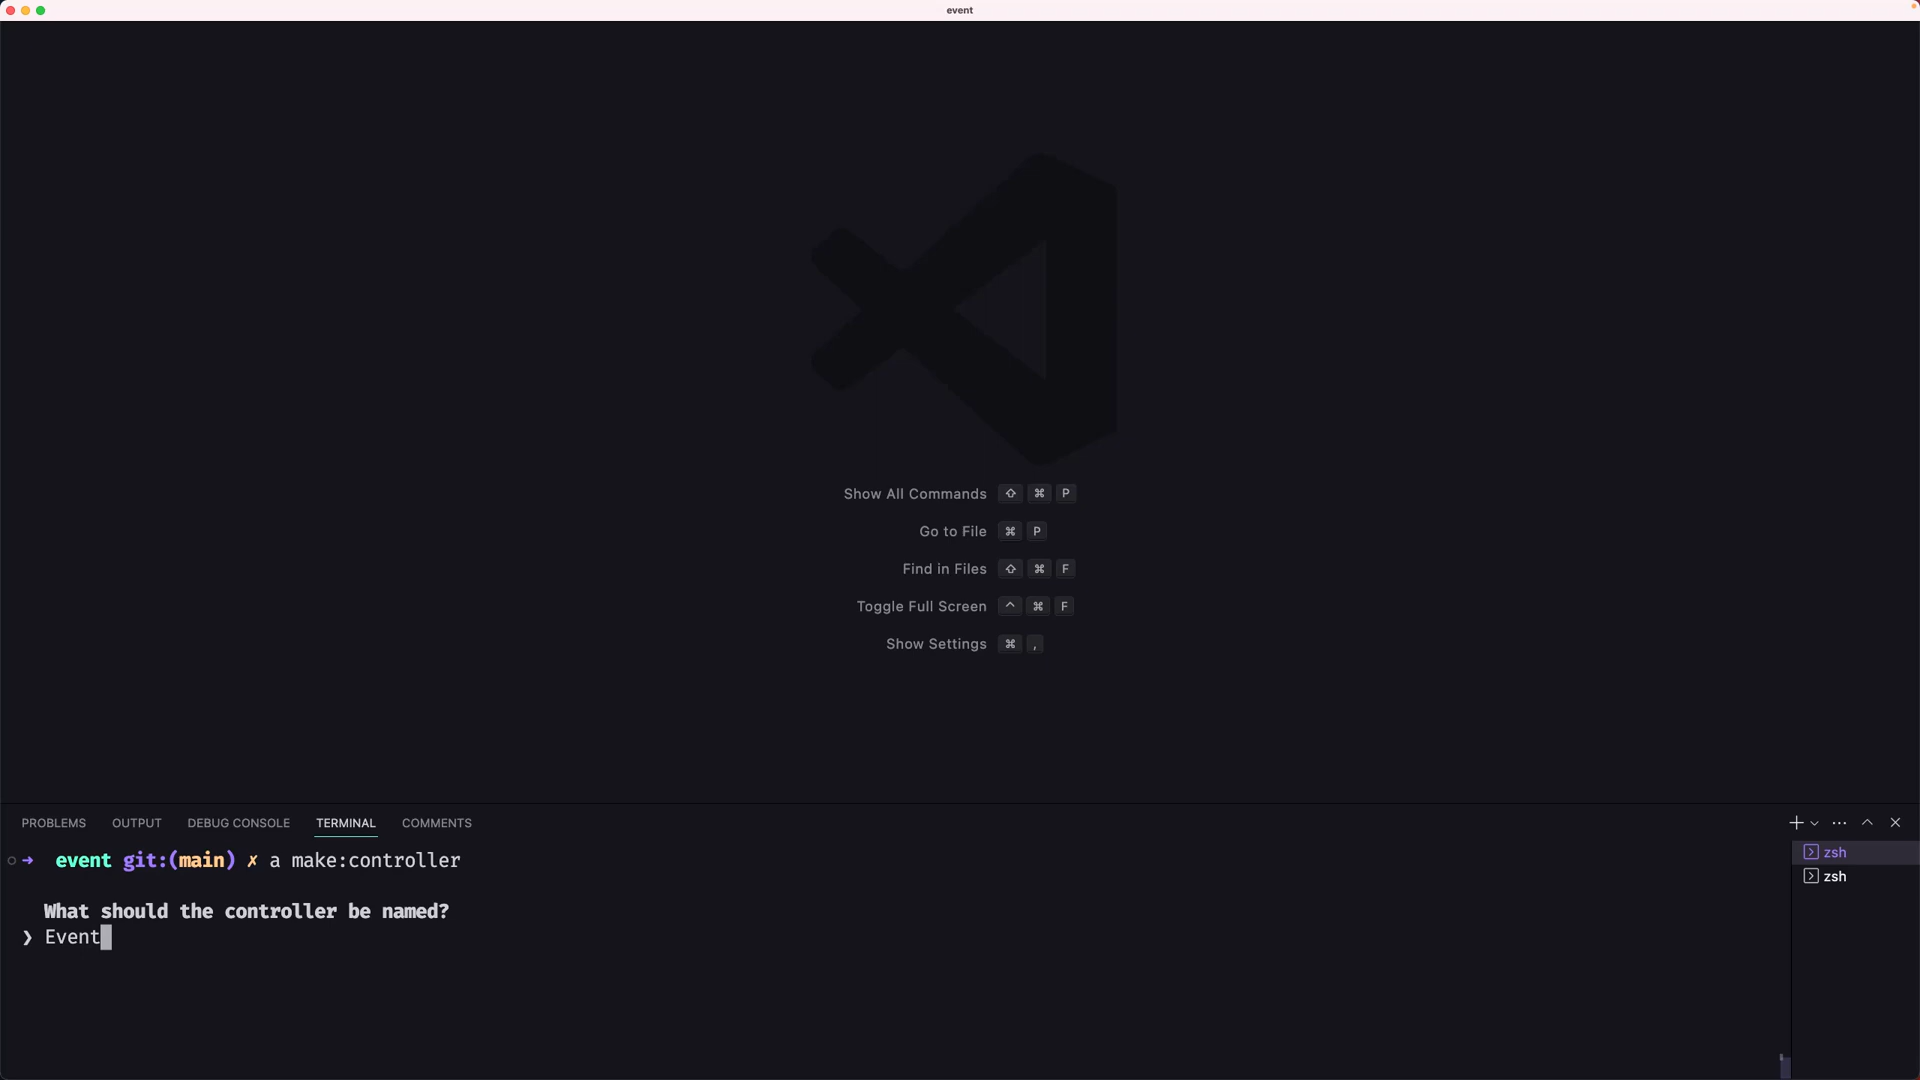 event
Show All Commands ⇧ ⌘ P
Go to File ⌘ P
Find in Files ⇧ ⌘ F
Toggle Full Screen ^ ⌘ F
Show Settings ⌘ ,
PROBLEMS OUTPUT DEBUG CONSOLE TERMINAL COMMENTS
➜ event git:(main) ✗ a make:controller
What should the controller be named?
❯ Event
zsh
zsh